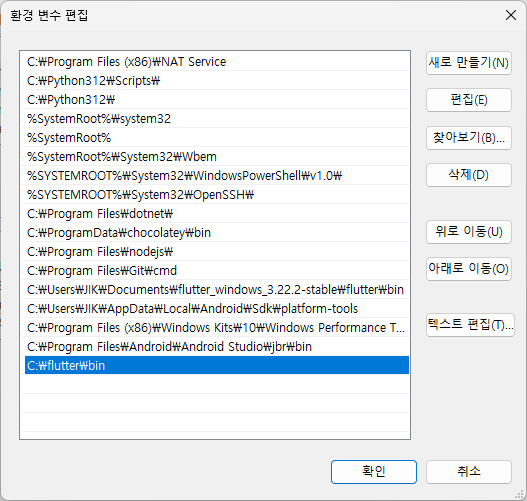 환경 변수 편집
C:₩Program Files (x86)₩NAT Service
C:₩Python312₩Scripts₩
C:₩Python312₩
%SystemRoot%₩system32
%SystemRoot%
%SystemRoot%₩System32₩Wbem
%SYSTEMROOT%₩System32₩WindowsPowerShell₩v1.0₩
%SYSTEMROOT%₩System32₩OpenSSH₩
C:₩Program Files₩dotnet₩
C:₩ProgramData₩chocolatey₩bin
C:₩Program Files₩nodejs₩
C:₩Program Files₩Git₩cmd
C:₩Users₩JIK₩Documents₩flutter_windows_3.22.2-stable₩flutter₩bin
C:₩Users₩JIK₩AppData₩Local₩Android₩Sdk₩platform-tools
C:₩Program Files (x86)₩Windows Kits₩10₩Windows Performance T...
C:₩Program Files₩Android₩Android Studio₩jbr₩bin
C:₩flutter₩bin
새로 만들기(N)
편집(E)
찾아보기(B)...
삭제(D)
위로 이동(U)
아래로 이동(O)
텍스트 편집(T)...
확인
취소